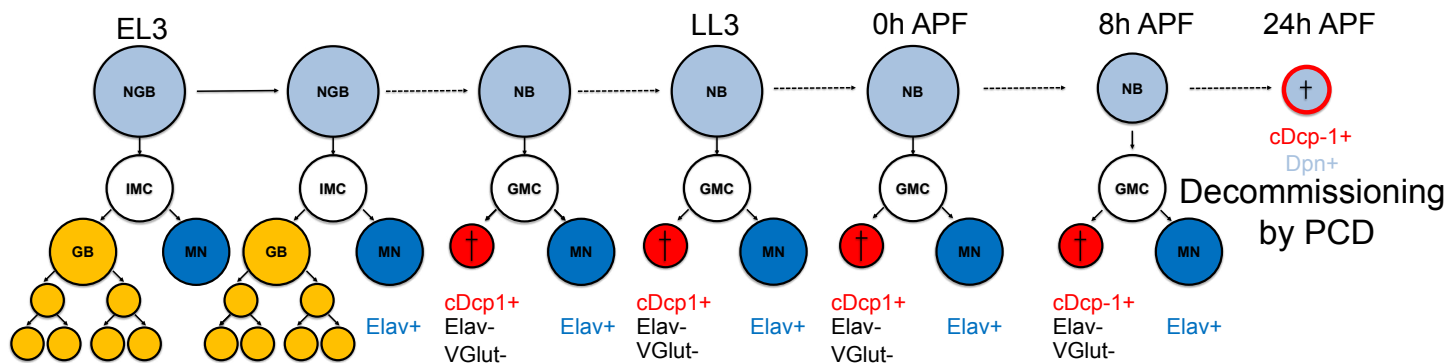 EL3 LL3 0h APF 8h APF 24h APF
NGB NGB NB NB NB NB †
cDcp-1+
Dpn+
IMC IMC GMC GMC GMC GMC
Decommissioning
by PCD
GB MN GB MN † MN † MN † MN † MN
Elav+ cDcp1+ Elav+ cDcp1+ Elav+ cDcp1+ Elav+ cDcp-1+ Elav+
Elav- Elav- Elav- Elav-
VGlut- VGlut- VGlut- VGlut-